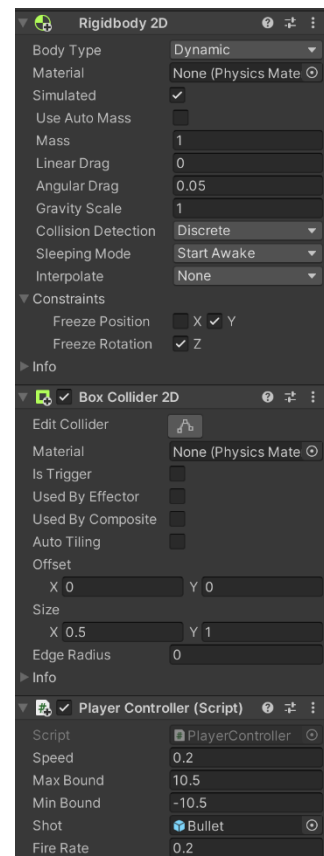 Rigidbody 2D
Body Type Dynamic
Material None (Physics Mate
Simulated
Use Auto Mass
Mass 1
Linear Drag 0
Angular Drag 0.05
Gravity Scale 1
Collision Detection Discrete
Sleeping Mode Start Awake
Interpolate None
Constraints
Freeze Position X Y
Freeze Rotation Z
Info
Box Collider 2D
Edit Collider
Material None (Physics Mate
Is Trigger
Used By Effector
Used By Composite
Auto Tiling
Offset
X 0 Y 0
Size
X 0.5 Y 1
Edge Radius 0
Info
Player Controller (Script)
Script PlayerController
Speed 0.2
Max Bound 10.5
Min Bound -10.5
Shot Bullet
Fire Rate 0.2